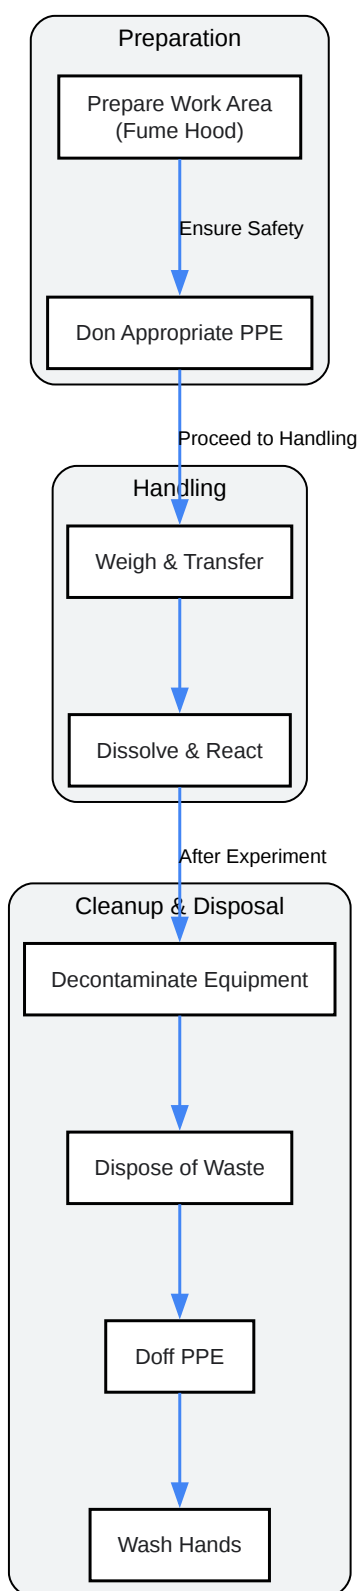 Preparation
Prepare Work Area
(Fume Hood)
Ensure Safety
Don Appropriate PPE
Proceed to Handling
Handling
Weigh & Transfer
Dissolve & React
After Experiment
Cleanup & Disposal
Decontaminate Equipment
Dispose of Waste
Doff PPE
Wash Hands